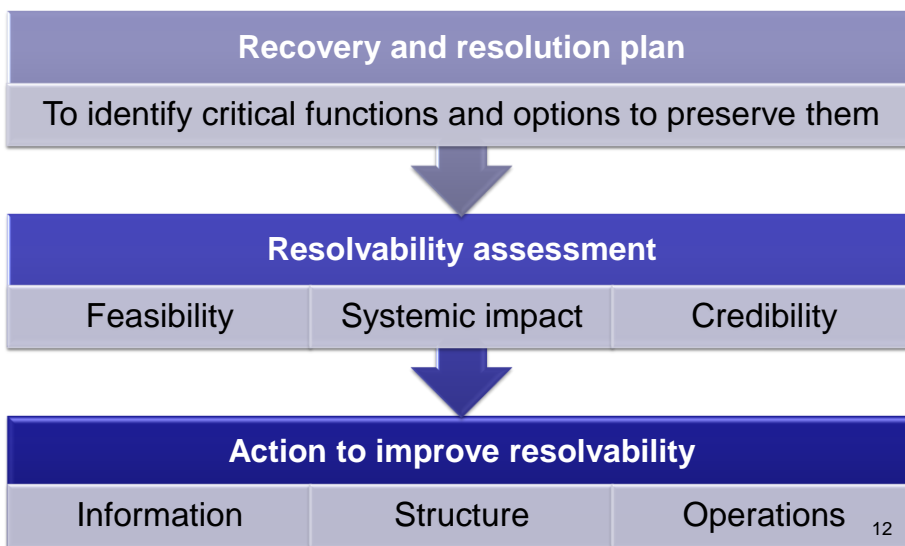 Recovery and resolution plan
To identify critical functions and options to preserve them
Resolvability assessment
Feasibility Systemic impact Credibility
Action to improve resolvability
Information Structure Operations
12